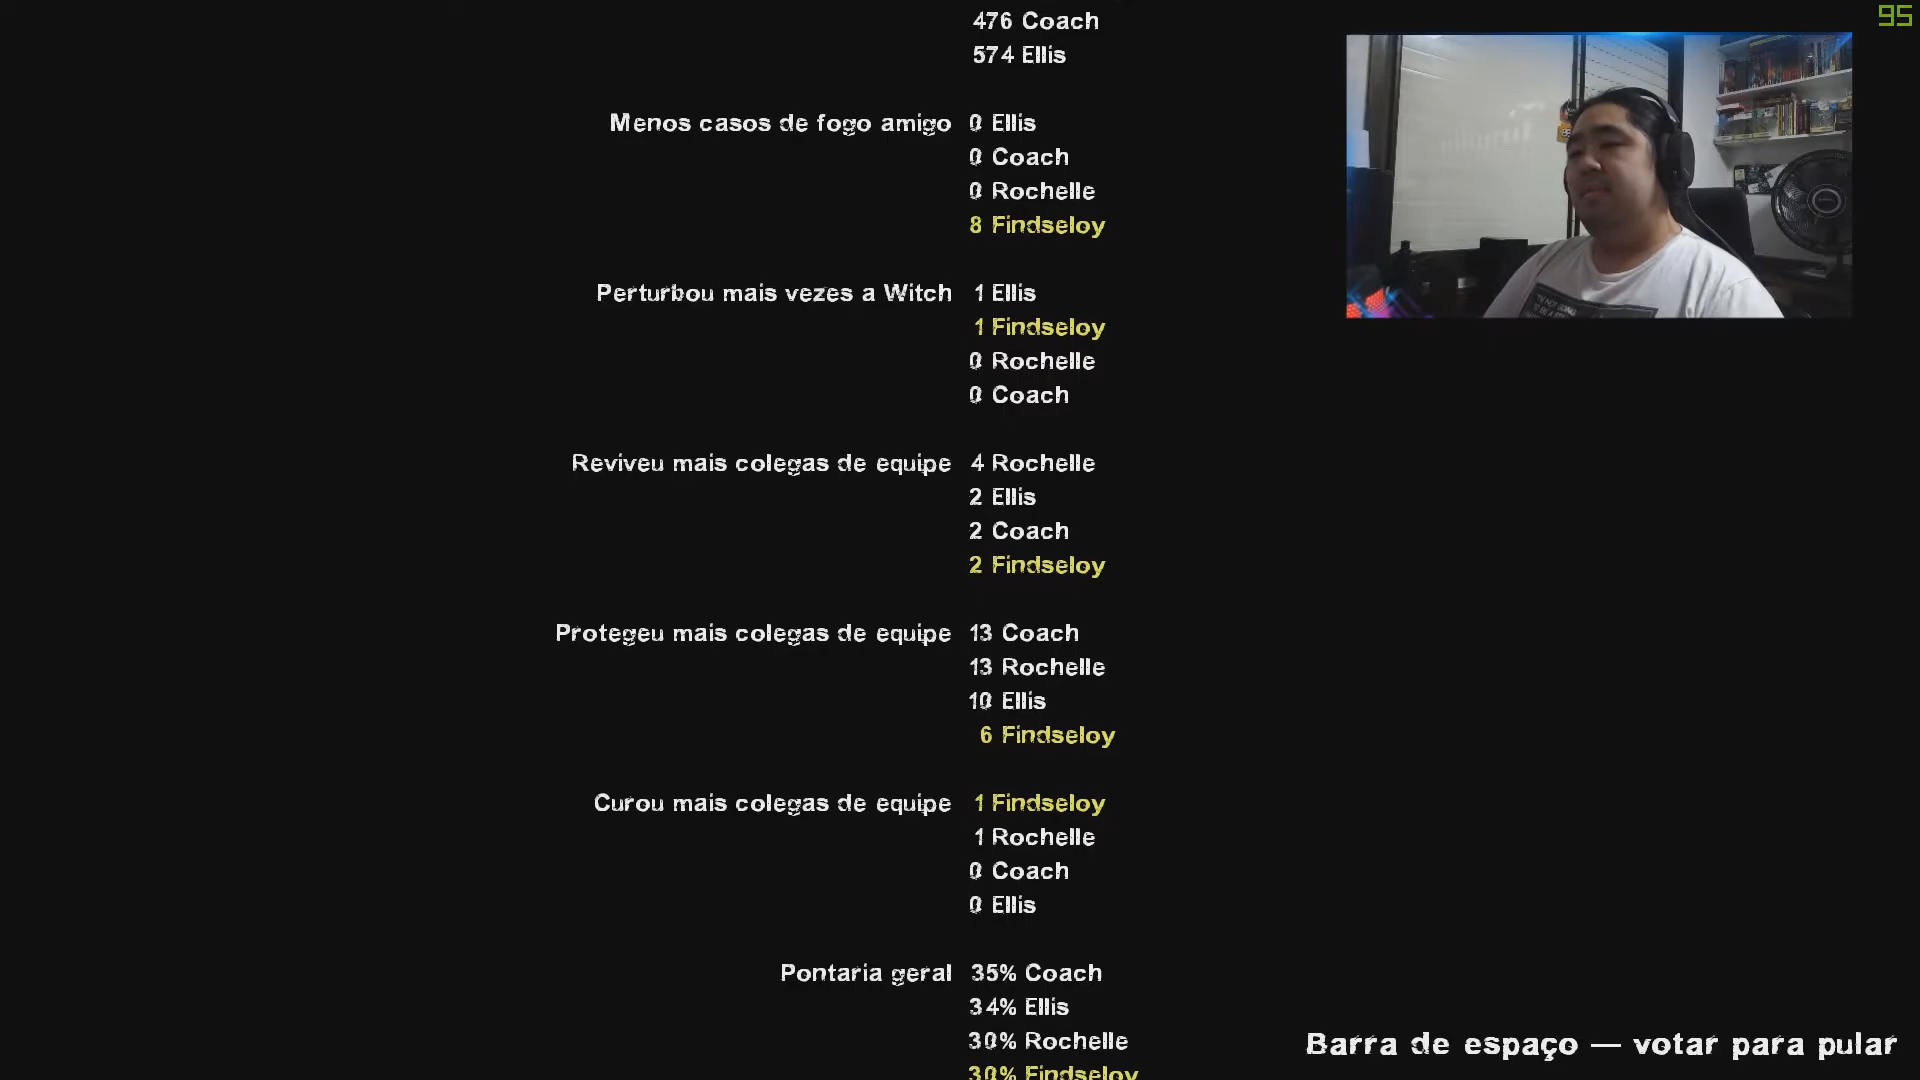 95
476 Coach
574 Ellis
Menos casos de fogo amigo 0 Ellis
0 Coach
0 Rochelle
8 Findseloy
Perturbou mais vezes a Witch 1 Ellis
1 Findseloy
0 Rochelle
0 Coach
Reviveu mais colegas de equipe 4 Rochelle
2 Ellis
2 Coach
2 Findseloy
Protegeu mais colegas de equipe 13 Coach
13 Rochelle
10 Ellis
6 Findseloy
Curou mais colegas de equipe 1 Findseloy
1 Rochelle
0 Coach
0 Ellis
Pontaria geral 35% Coach
34% Ellis
30% Rochelle
30% Findseloy
Barra de espaço — votar para pular